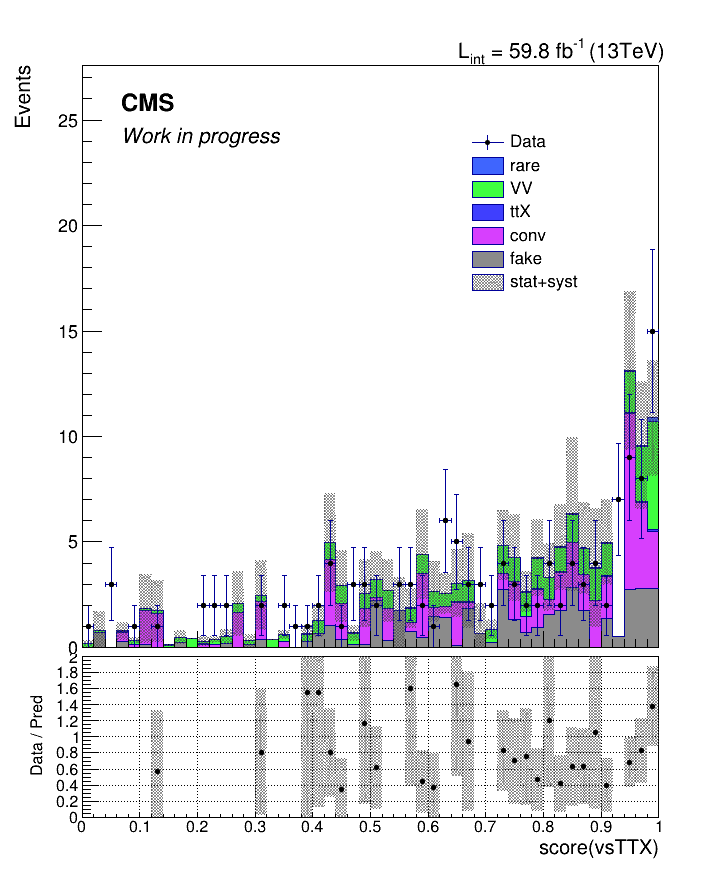 L_int = 59.8 fb^-1 (13TeV)
Events
CMS
Work in progress
Data
rare
VV
ttX
conv
fake
stat+syst
25
20
15
10
5
0
2
1.8
1.6
1.4
1.2
1
0.8
0.6
0.4
0.2
0
Data / Pred
0 0.1 0.2 0.3 0.4 0.5 0.6 0.7 0.8 0.9 1
score(vsTTX)